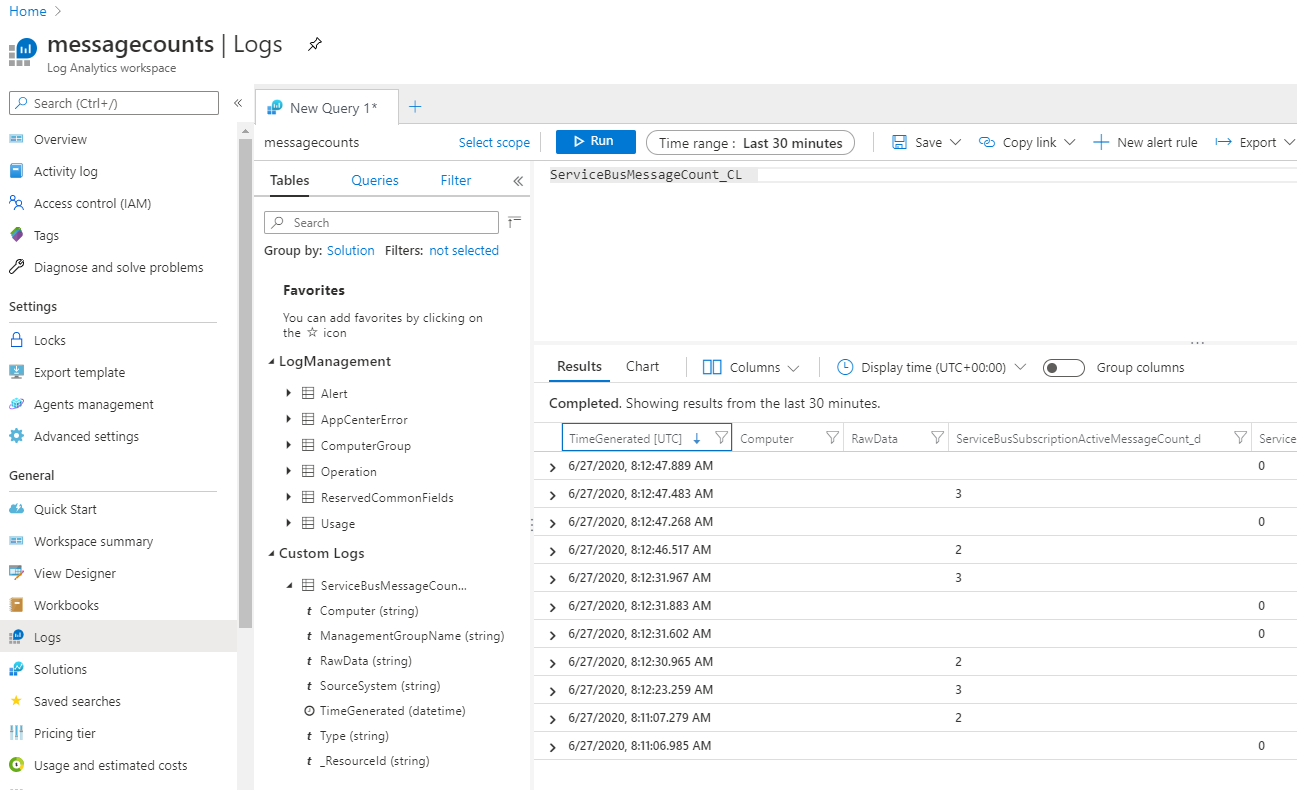 Home
messagecounts | Logs
Log Analytics workspace
Search (Ctrl+/)
Overview
Activity log
Access control (IAM)
Tags
Diagnose and solve problems
Settings
Locks
Export template
Agents management
Advanced settings
General
Quick Start
Workspace summary
View Designer
Workbooks
Logs
Solutions
Saved searches
Pricing tier
Usage and estimated costs
New Query 1*
messagecounts Select scope Run Time range : Last 30 minutes Save Copy link New alert rule Export
Tables Queries Filter
Search
Group by: Solution Filters: not selected
Favorites
You can add favorites by clicking on
the ☆ icon
LogManagement
Alert
AppCenterError
ComputerGroup
Operation
ReservedCommonFields
Usage
Custom Logs
ServiceBusMessageCoun...
t Computer (string)
t ManagementGroupName (string)
t RawData (string)
t SourceSystem (string)
TimeGenerated (datetime)
t Type (string)
t _ResourceId (string)
ServiceBusMessageCount_CL
Results Chart Columns Display time (UTC+00:00) Group columns
Completed. Showing results from the last 30 minutes.
TimeGenerated [UTC] Computer RawData ServiceBusSubscriptionActiveMessageCount_d Service
6/27/2020, 8:12:47.889 AM 0
6/27/2020, 8:12:47.483 AM 3
6/27/2020, 8:12:47.268 AM 0
6/27/2020, 8:12:46.517 AM 2
6/27/2020, 8:12:31.967 AM 3
6/27/2020, 8:12:31.883 AM 0
6/27/2020, 8:12:31.602 AM 0
6/27/2020, 8:12:30.965 AM 2
6/27/2020, 8:12:23.259 AM 3
6/27/2020, 8:11:07.279 AM 2
6/27/2020, 8:11:06.985 AM 0